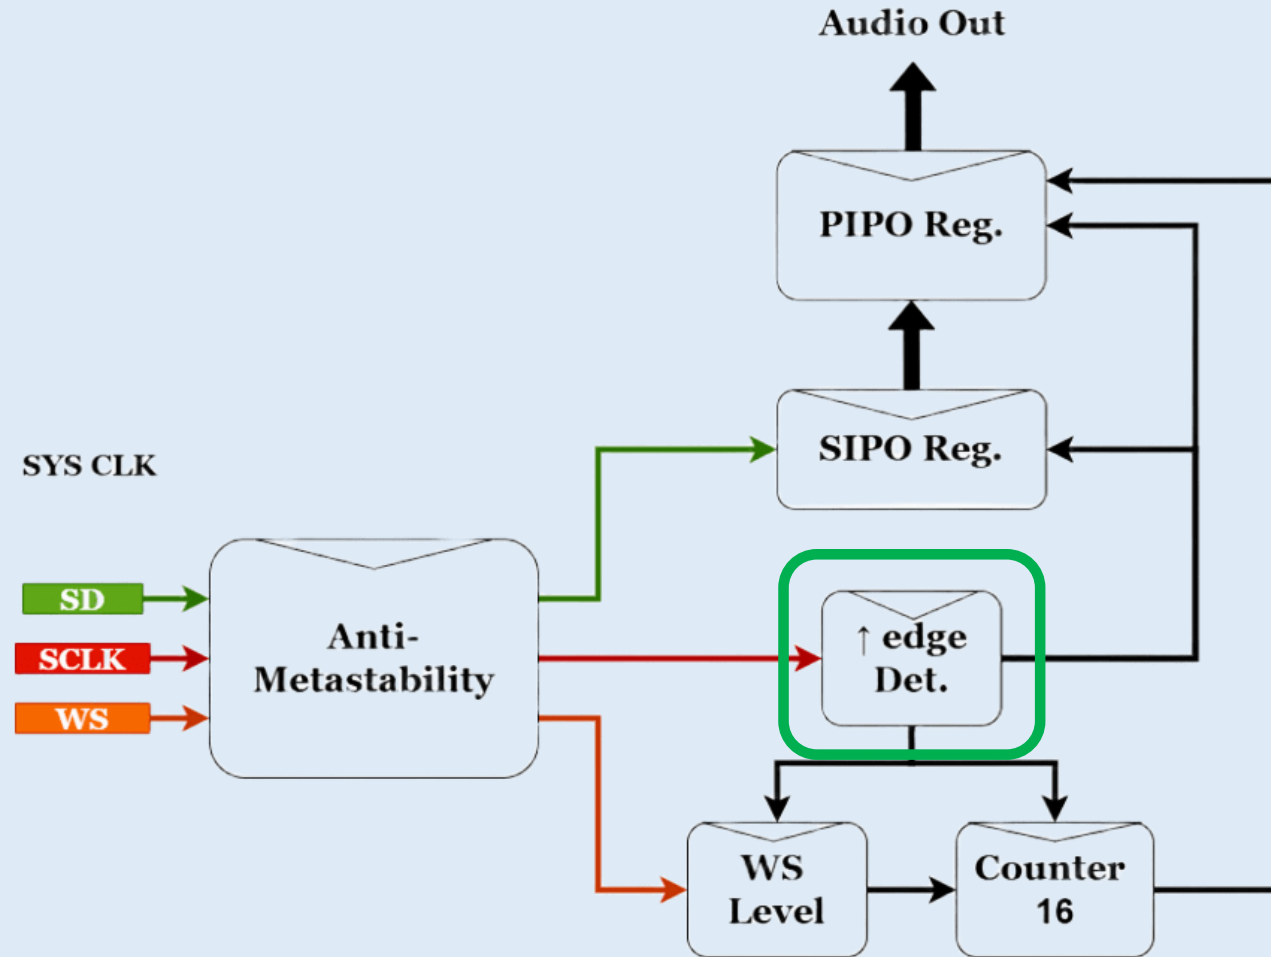 Audio Out
PIPO Reg.
SIPO Reg.
SYS CLK
SD
SCLK
WS
Anti-
Metastability
↑ edge
Det.
WS
Level
Counter
16